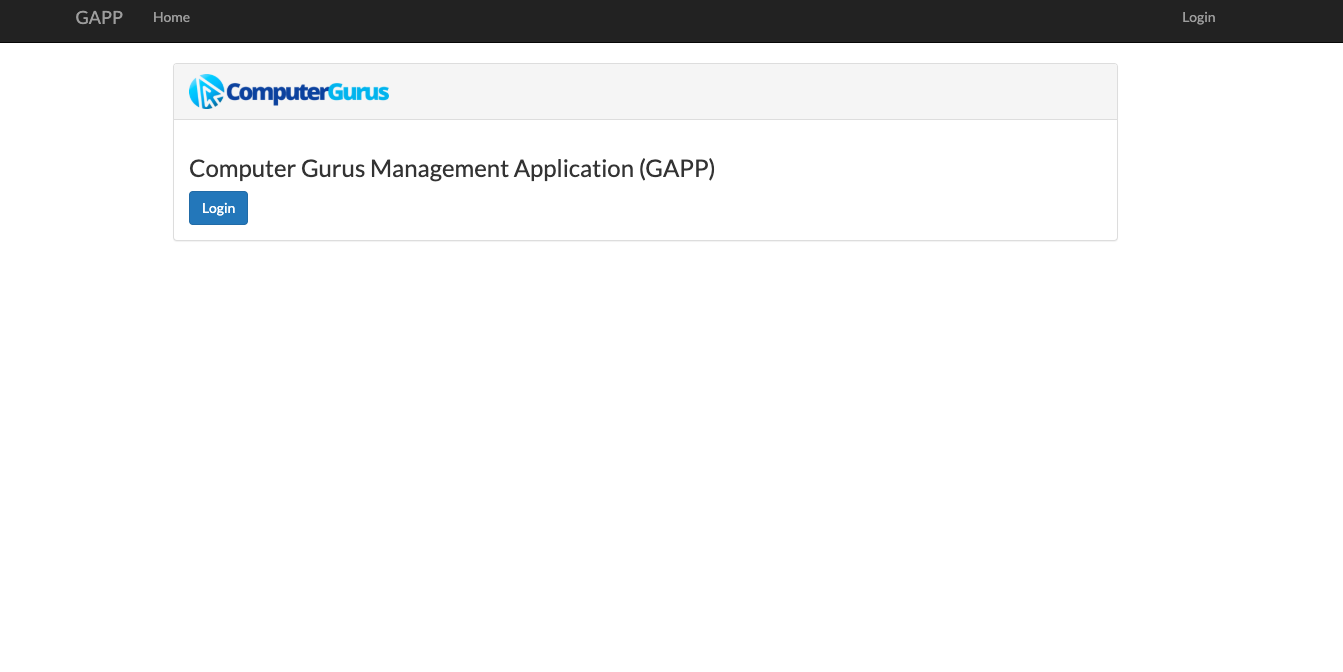 GAPP Home Login
ComputerGurus
Computer Gurus Management Application (GAPP)
Login